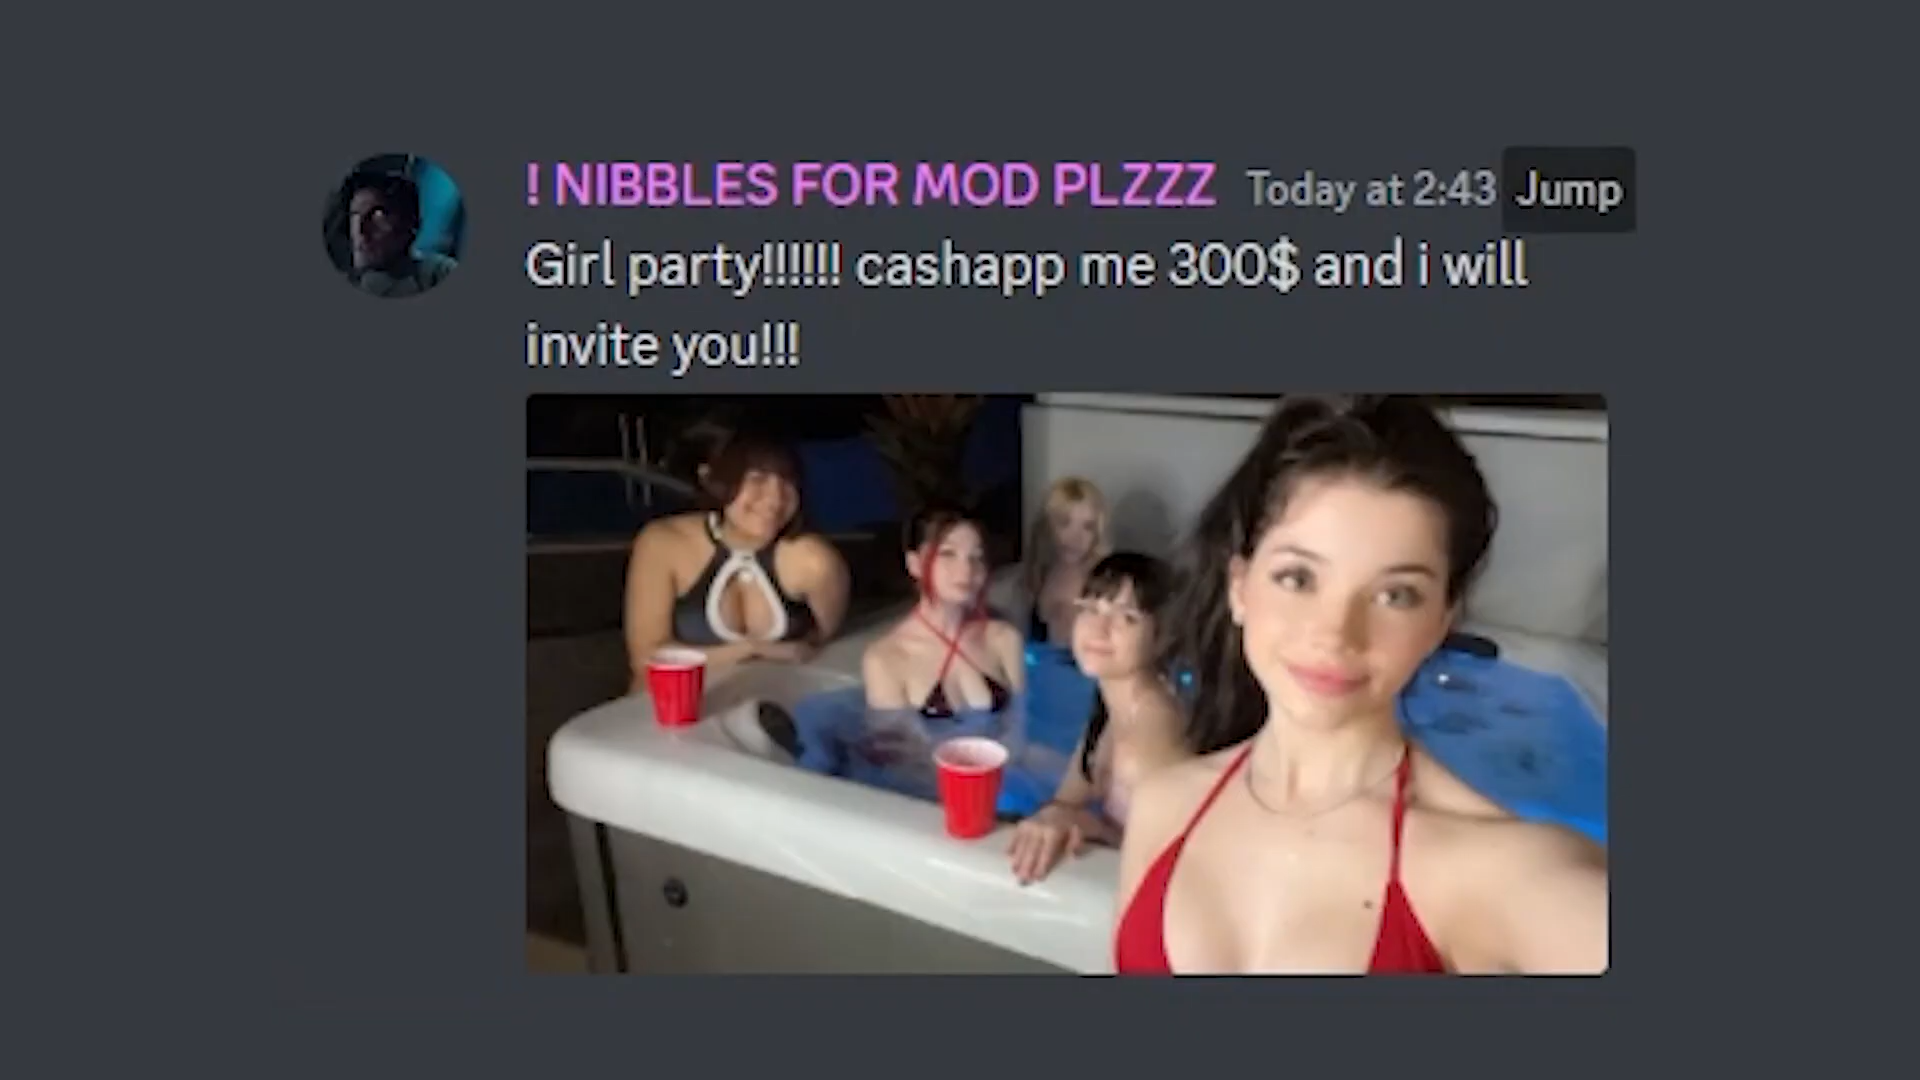 ! NIBBLES FOR MOD PLZZZ Today at 2:43 Jump
Girl party!!!!!! cashapp me 300$ and i will
invite you!!!